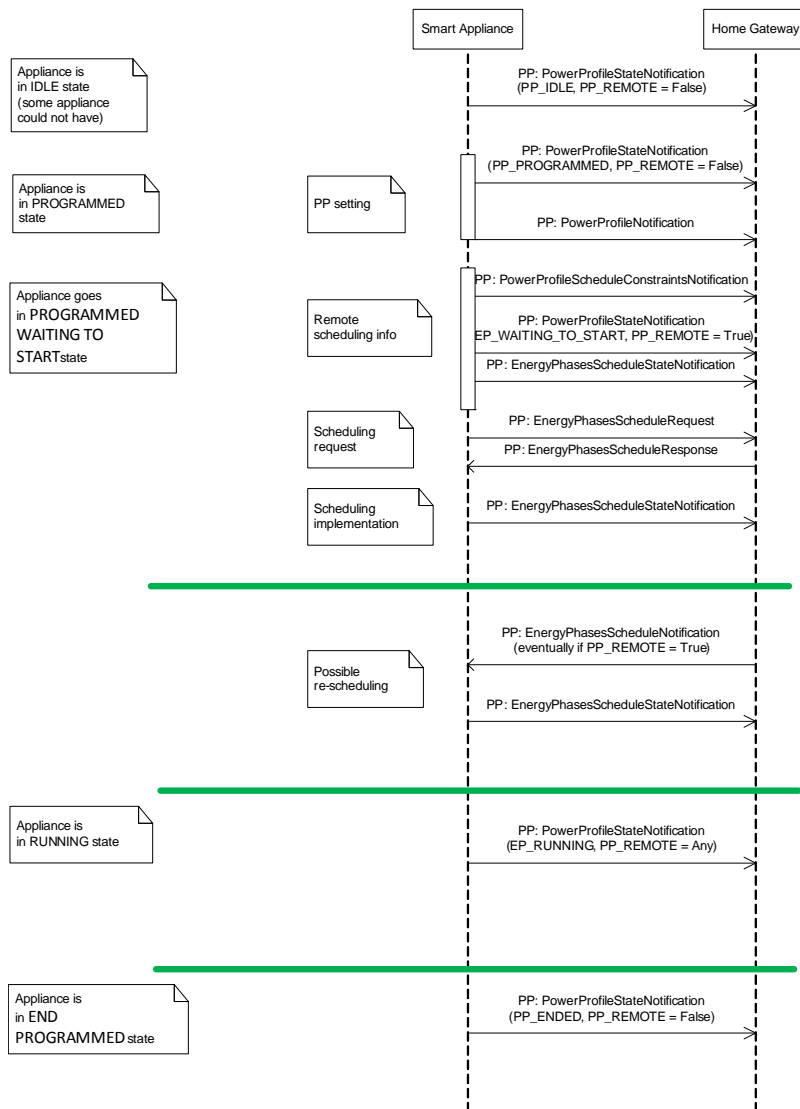 Smart Appliance
Home Gateway
Appliance is
in IDLE state
(some appliance
could not have)
PP: PowerProfileStateNotification
(PP_IDLE, PP_REMOTE = False)
PP: PowerProfileStateNotification
(PP_PROGRAMMED, PP_REMOTE = False)
Appliance is
in PROGRAMMED
state
PP setting
PP: PowerProfileNotification
PP: PowerProfileScheduleConstraintsNotification
Appliance goes
in PROGRAMMED
WAITING TO
STARTstate
Remote
scheduling info
PP: PowerProfileStateNotification
EP_WAITING_TO_START, PP_REMOTE = True)
PP: EnergyPhasesScheduleStateNotification
Scheduling
request
PP: EnergyPhasesScheduleRequest
PP: EnergyPhasesScheduleResponse
Scheduling
implementation
PP: EnergyPhasesScheduleStateNotification
PP: EnergyPhasesScheduleNotification
(eventually if PP_REMOTE = True)
Possible
re-scheduling
PP: EnergyPhasesScheduleStateNotification
Appliance is
in RUNNING state
PP: PowerProfileStateNotification
(EP_RUNNING, PP_REMOTE = Any)
Appliance is
in END
PROGRAMMED state
PP: PowerProfileStateNotification
(PP_ENDED, PP_REMOTE = False)